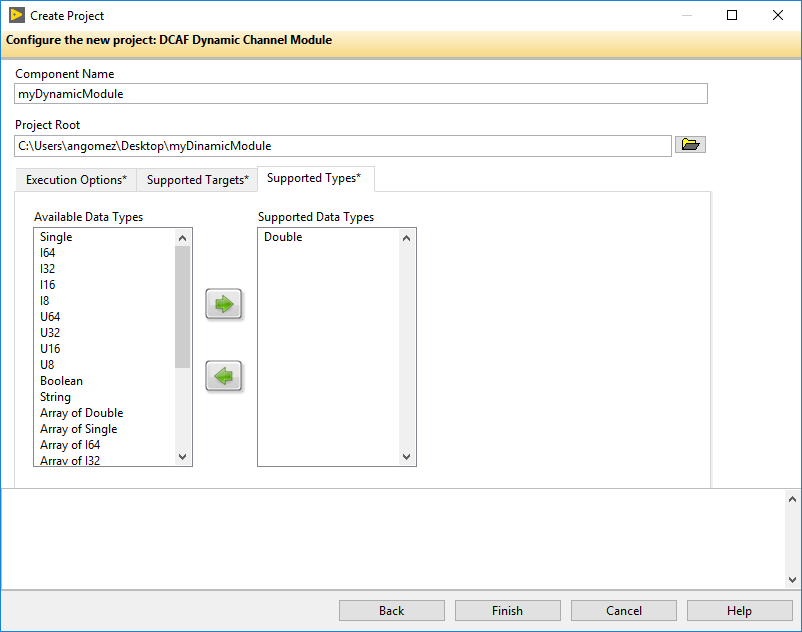 Create Project
Configure the new project: DCAF Dynamic Channel Module
Component Name
myDynamicModule
Project Root
C:\Users\angomez\Desktop\myDinamicModule
Execution Options* Supported Targets* Supported Types*
Available Data Types Supported Data Types
Single Double
I64
I32
I16
I8
U64
U32
U16
U8
Boolean
String
Array of Double
Array of Single
Array of I64
Array of I32
Back Finish Cancel Help